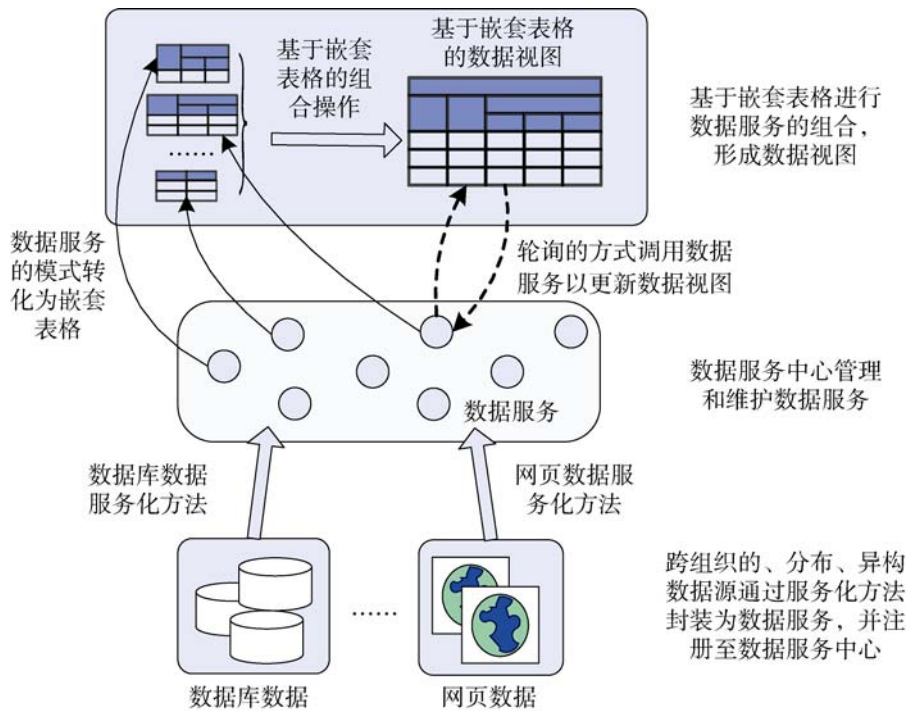 基于嵌套
表格的组
合操作
基于嵌套表格
的数据视图
……
基于嵌套表格进行
数据服务的组合，
形成数据视图
数据服务
的模式转
化为嵌套
表格
轮询的方式调用数据
服务以更新数据视图
数据服务
数据服务中心管理
和维护数据服务
数据库数据
服务化方法
网页数据服
务化方法
……
跨组织的、分布、异构
数据源通过服务化方法
封装为数据服务，并注
册至数据服务中心
数据库数据
网页数据